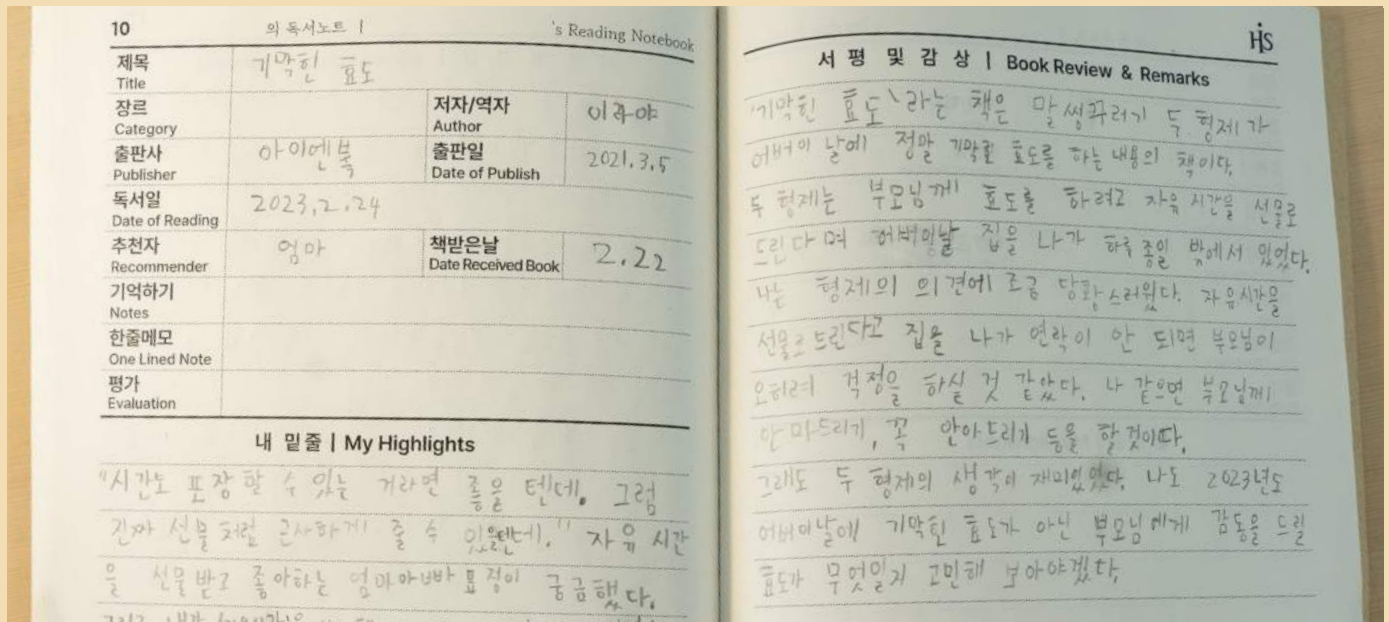 10 의 독서노트 | 's Reading Notebook
제목 기막힌 효도
Title
장르 저자/역자
Category Author
출판사 아이앤북 출판일 2021.3.5
Publisher Date of Publish
독서일 2023.2.24
Date of Reading
추천자 엄마 책받은날 2.22
Recommender Date Received Book
기억하기
Notes
한줄메모
One Lined Note
평가
Evaluation
내 밑줄 | My Highlights
"시간도 포장할 수 있는 거라면 좋을 텐데. 그럼
진짜 선물처럼 근사하게 줄 수 있을텐데." 자유 시간
을 선물 받고 좋아하는 엄마아빠 표정이 궁금했다.
HjS
서평 및 감상 | Book Review & Remarks
'기막힌 효도'라는 책은 말썽꾸러기 두 형제가
어버이 날에 정말 기막힌 효도를 하는 내용의 책이다.
두 형제는 부모님께 효도를 하려고 자유 시간을 선물로
드린다며 어버이날 집을 나가 하루 종일 밖에서 있었다.
나는 형제의 의견에 조금 당황스러웠다. 자유시간을
선물로 드린다고 집을 나가 연락이 안 되면 부모님이
오히려 걱정을 하실 것 같았다. 나 같으면 부모님께
안마드리기, 꼭 안아드리기 등을 할것이다.
그래도 두 형제의 생각이 재미있었다. 나도 2023년도
어버이날에 기막힌 효도가 아닌 부모님에게 감동을 드릴
효도가 무엇일지 고민해 보아야겠다.